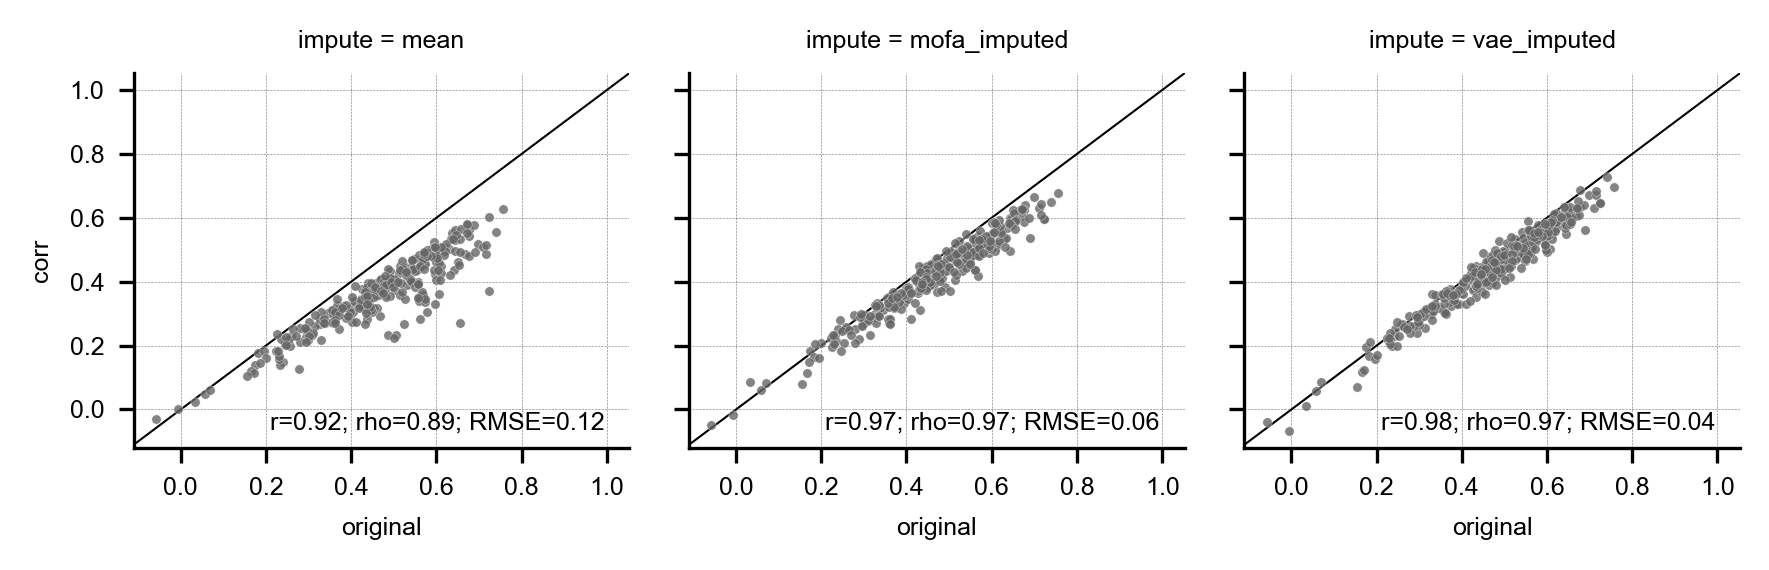 impute = mean
impute = mofa_imputed
impute = vae_imputed
corr
1.0
0.8
0.6
0.4
0.2
0.0
r=0.92; rho=0.89; RMSE=0.12
r=0.97; rho=0.97; RMSE=0.06
r=0.98; rho=0.97; RMSE=0.04
0.0 0.2 0.4 0.6 0.8 1.0
0.0 0.2 0.4 0.6 0.8 1.0
0.0 0.2 0.4 0.6 0.8 1.0
original
original
original